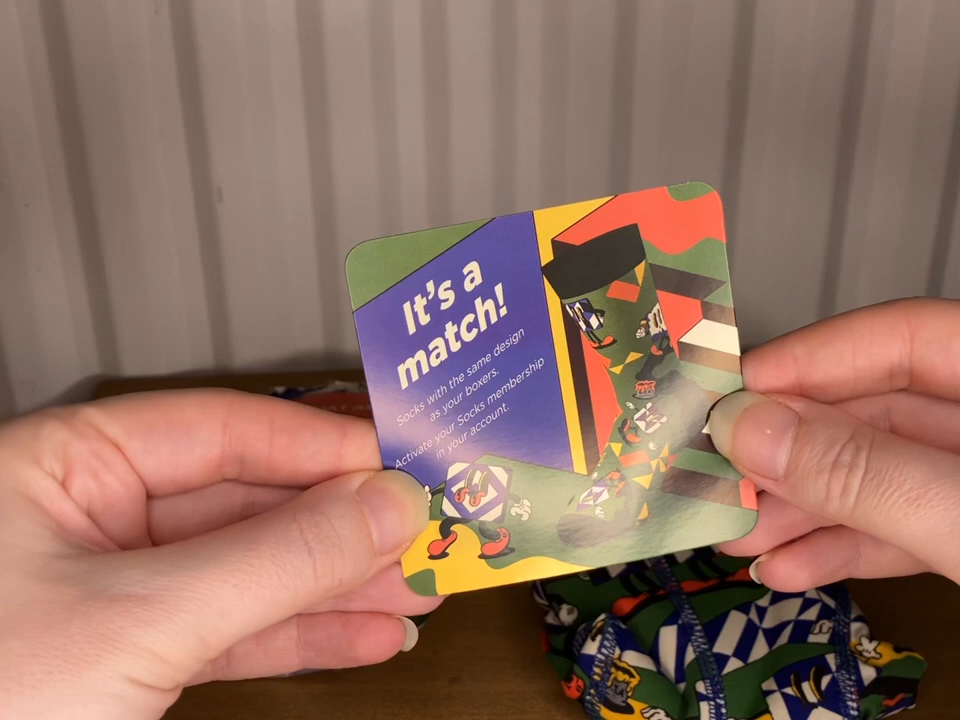 It's a
match!
Socks with the same design
as your boxers.
Activate your Socks membership
in your account.